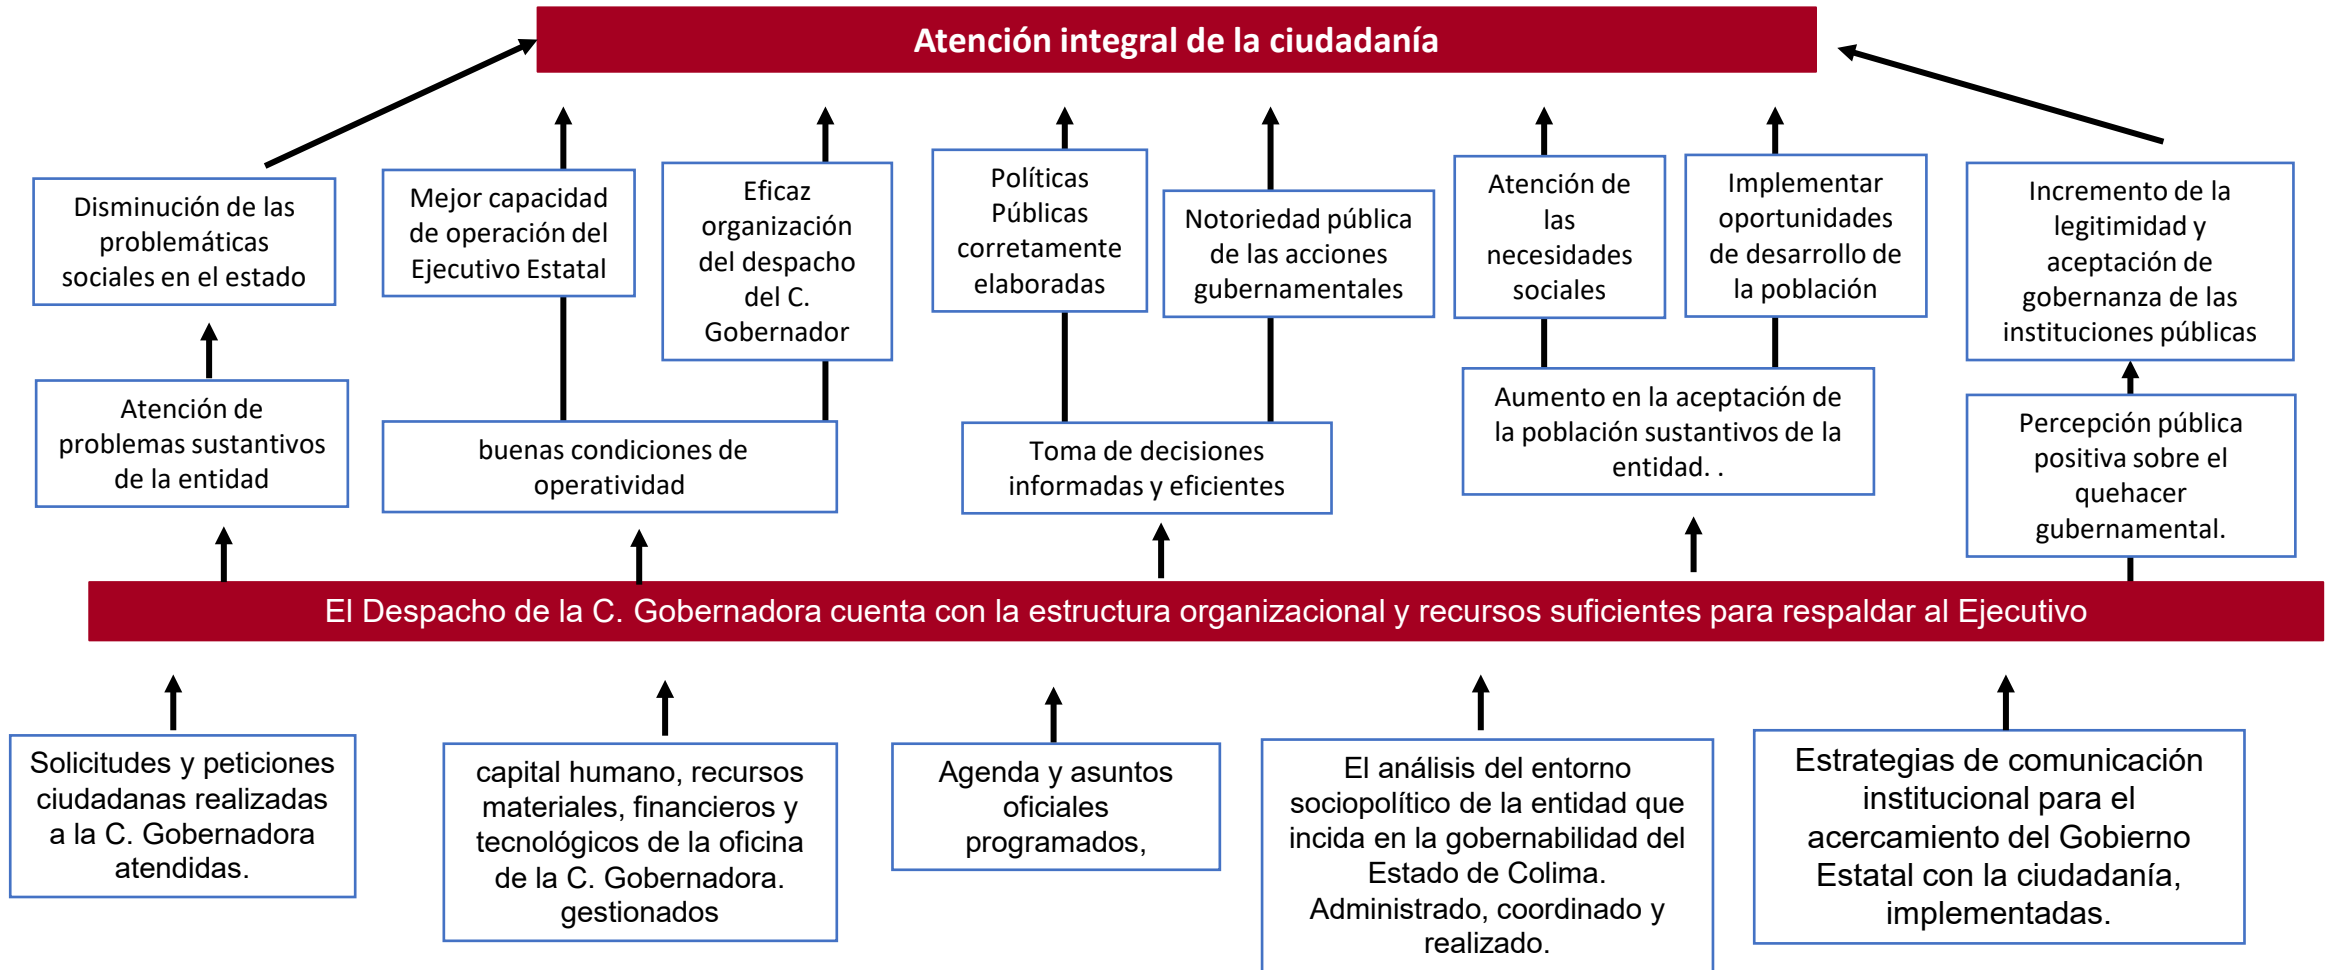 Atención integral de la ciudadanía
Disminución de las
problemáticas
sociales en el estado
Mejor capacidad
de operación del
Ejecutivo Estatal
Eficaz
organización
del despacho
del C.
Gobernador
Políticas
Públicas
corretamente
elaboradas
Notoriedad pública
de las acciones
gubernamentales
Atención de
las
necesidades
sociales
Implementar
oportunidades
de desarrollo de
la población
Incremento de la
legitimidad y
aceptación de
gobernanza de las
instituciones públicas
Atención de
problemas sustantivos
de la entidad
buenas condiciones de
operatividad
Toma de decisiones
informadas y eficientes
Aumento en la aceptación de
la población sustantivos de la
entidad. .
Percepción pública
positiva sobre el
quehacer
gubernamental.
El Despacho de la C. Gobernadora cuenta con la estructura organizacional y recursos suficientes para respaldar al Ejecutivo
Solicitudes y peticiones
ciudadanas realizadas
a la C. Gobernadora
atendidas.
capital humano, recursos
materiales, financieros y
tecnológicos de la oficina
de la C. Gobernadora.
gestionados
Agenda y asuntos
oficiales
programados,
El análisis del entorno
sociopolítico de la entidad que
incida en la gobernabilidad del
Estado de Colima.
Administrado, coordinado y
realizado.
Estrategias de comunicación
institucional para el
acercamiento del Gobierno
Estatal con la ciudadanía,
implementadas.